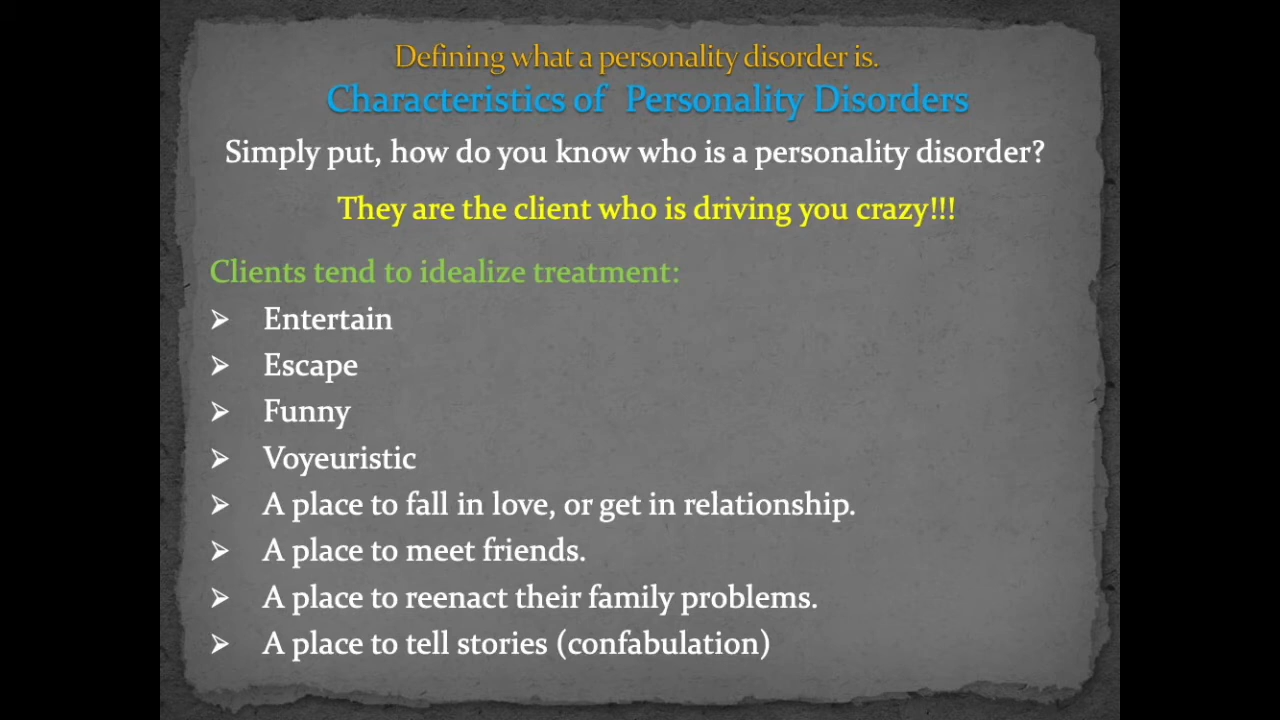 Defining what a personality disorder is.
Characteristics of Personality Disorders
Simply put, how do you know who is a personality disorder?
They are the client who is driving you crazy!!!
Clients tend to idealize treatment:
➢ Entertain
➢ Escape
➢ Funny
➢ Voyeuristic
➢ A place to fall in love, or get in relationship.
➢ A place to meet friends.
➢ A place to reenact their family problems.
➢ A place to tell stories (confabulation)